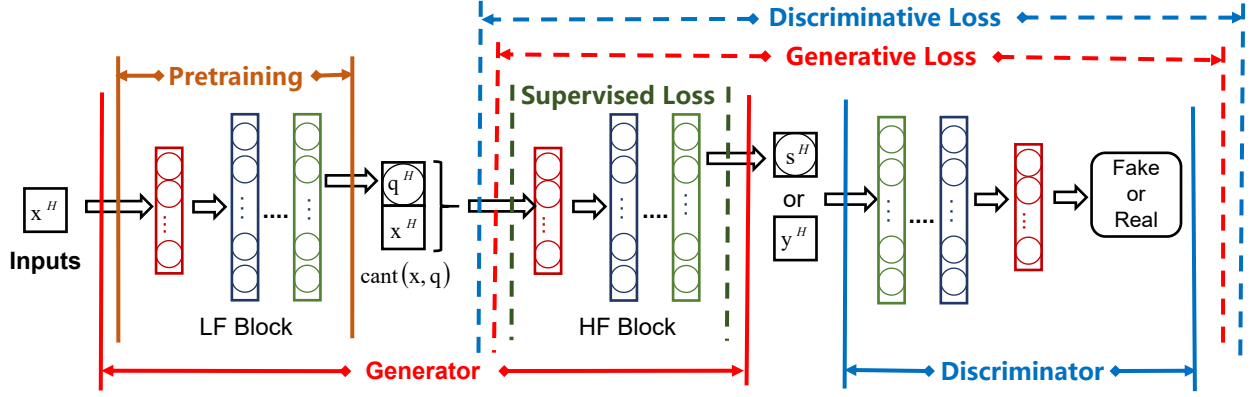 Discriminative Loss
Generative Loss
Pretraining
Supervised Loss
x^H
Inputs
⋮
....
⋮
⋮
LF Block
q^H
x^H
cant(x, q)
⋮
....
⋮
⋮
HF Block
s^H
or
y^H
⋮
....
⋮
⋮
Fake
or
Real
Generator
Discriminator